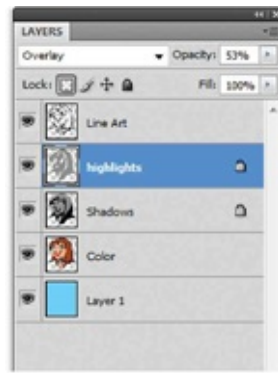 LAYERS
Overlay Opacity: 53%
Lock: Fill: 100%
Line Art
highlights
Shadows
Color
Layer 1